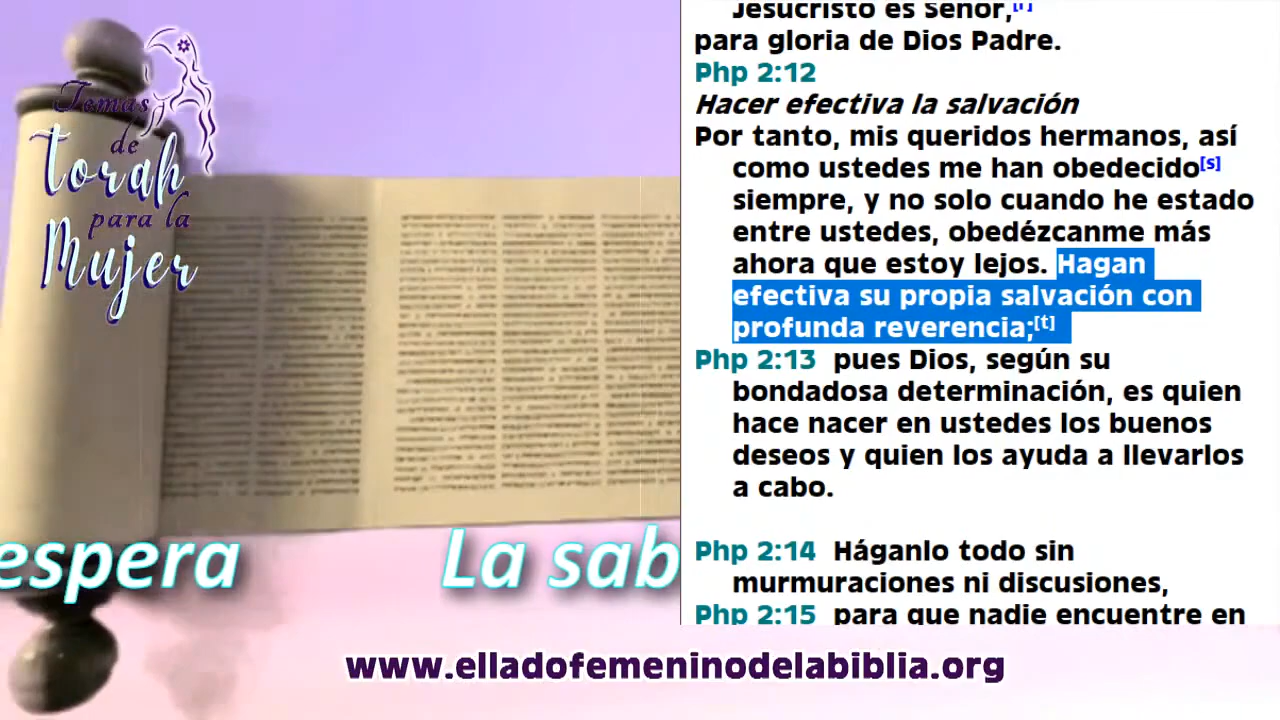 Temas
de
torah
para la
Mujer
espera
La sab
Jesucristo es Señor,[r]
para gloria de Dios Padre.
Php 2:12
Hacer efectiva la salvación
Por tanto, mis queridos hermanos, así
como ustedes me han obedecido[s]
siempre, y no solo cuando he estado
entre ustedes, obedézcanme más
ahora que estoy lejos. Hagan
efectiva su propia salvación con
profunda reverencia;[t]
Php 2:13 pues Dios, según su
bondadosa determinación, es quien
hace nacer en ustedes los buenos
deseos y quien los ayuda a llevarlos
a cabo.
Php 2:14 Háganlo todo sin
murmuraciones ni discusiones,
Php 2:15 para que nadie encuentre en
www.elladofemeninodelabiblia.org